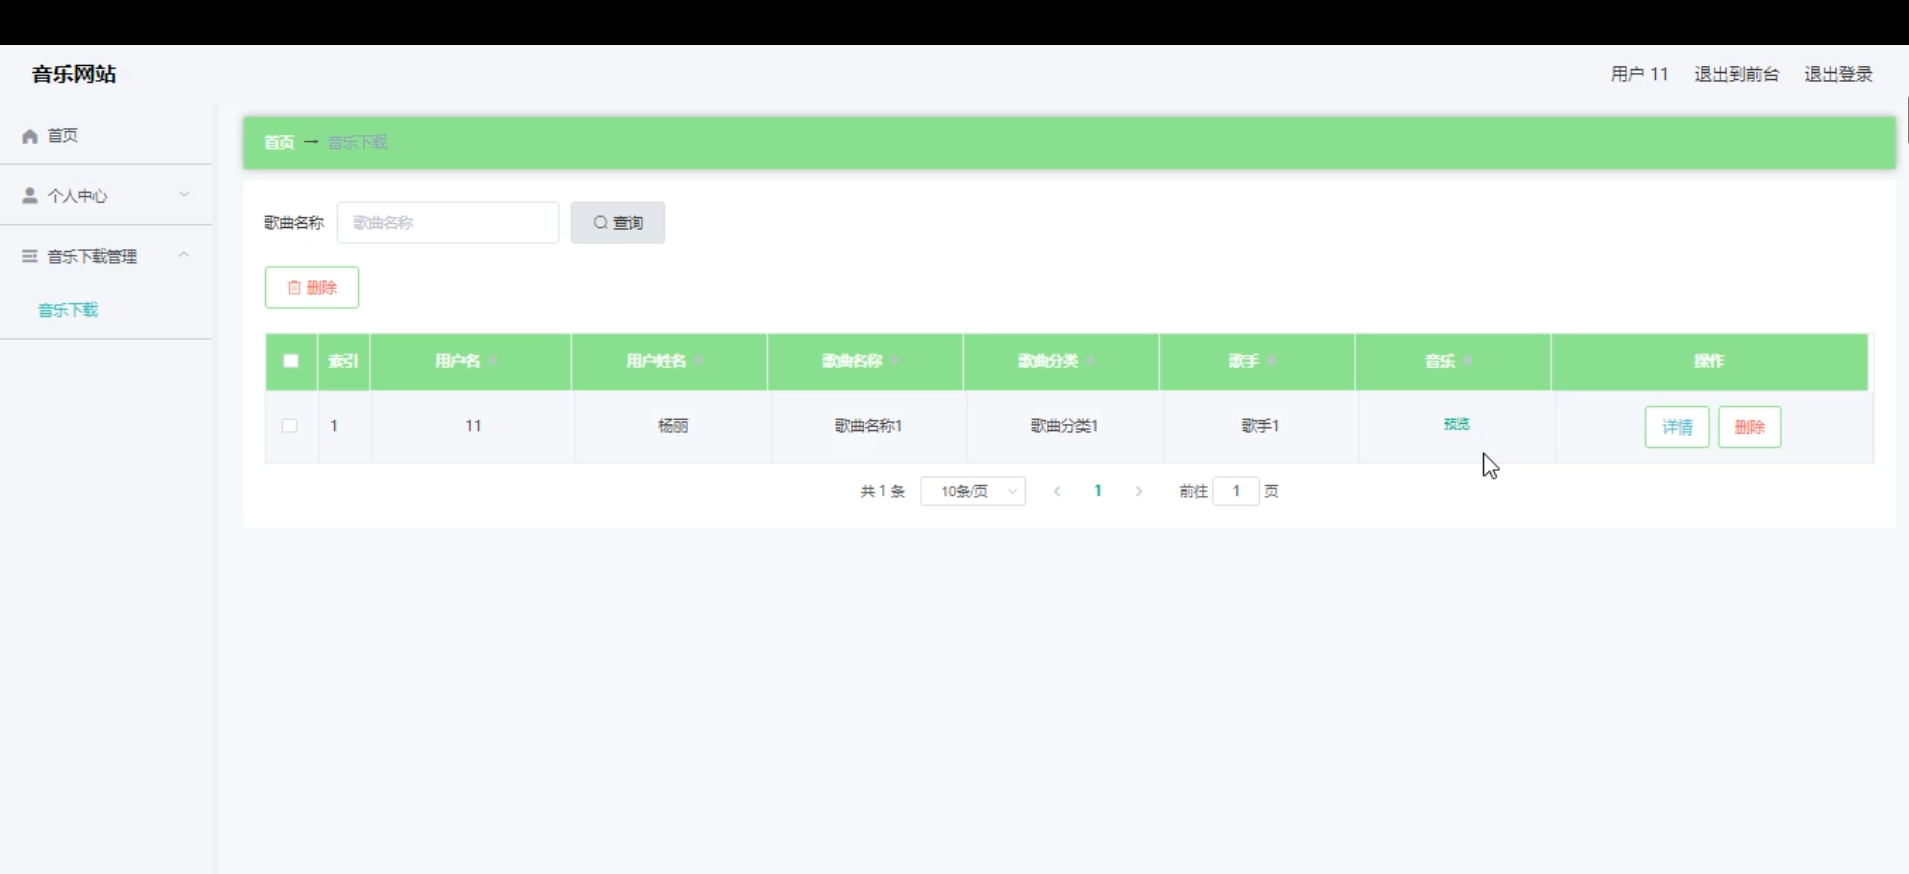 音乐网站
用户 11 退出到前台 退出登录
首页
个人中心
音乐下载管理
音乐下载
首页 → 音乐下载
歌曲名称 歌曲名称 查询
删除
索引 用户名 用户姓名 歌曲名称 歌曲分类 歌手 音乐 操作
1 11 杨丽 歌曲名称1 歌曲分类1 歌手1 预览 详情 删除
共 1 条 10条/页 1 前往 1 页